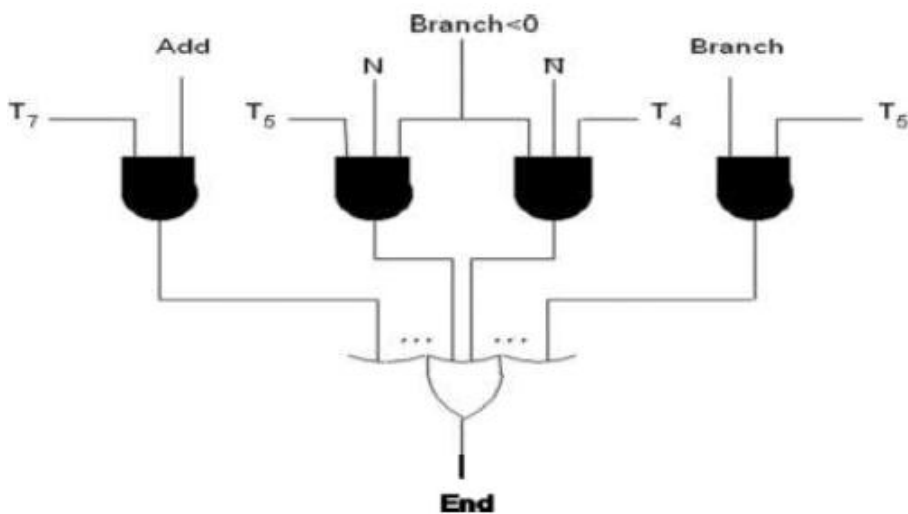 Branch<0
Add
N
N̄
Branch
T₇
T₅
T₄
T₅
...
...
End